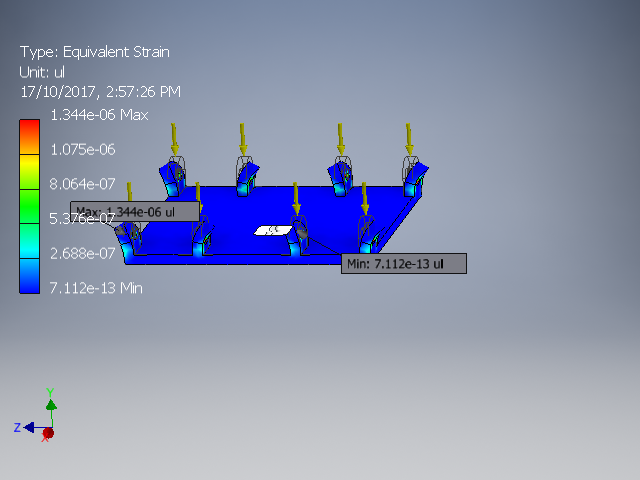 Type: Equivalent Strain
Unit: ul
17/10/2017, 2:57:26 PM
1.344e-06 Max
1.075e-06
8.064e-07
Max: 1.344e-06 ul
5.376e-07
2.688e-07
Min: 7.112e-13 ul
7.112e-13 Min
Y
Z
X